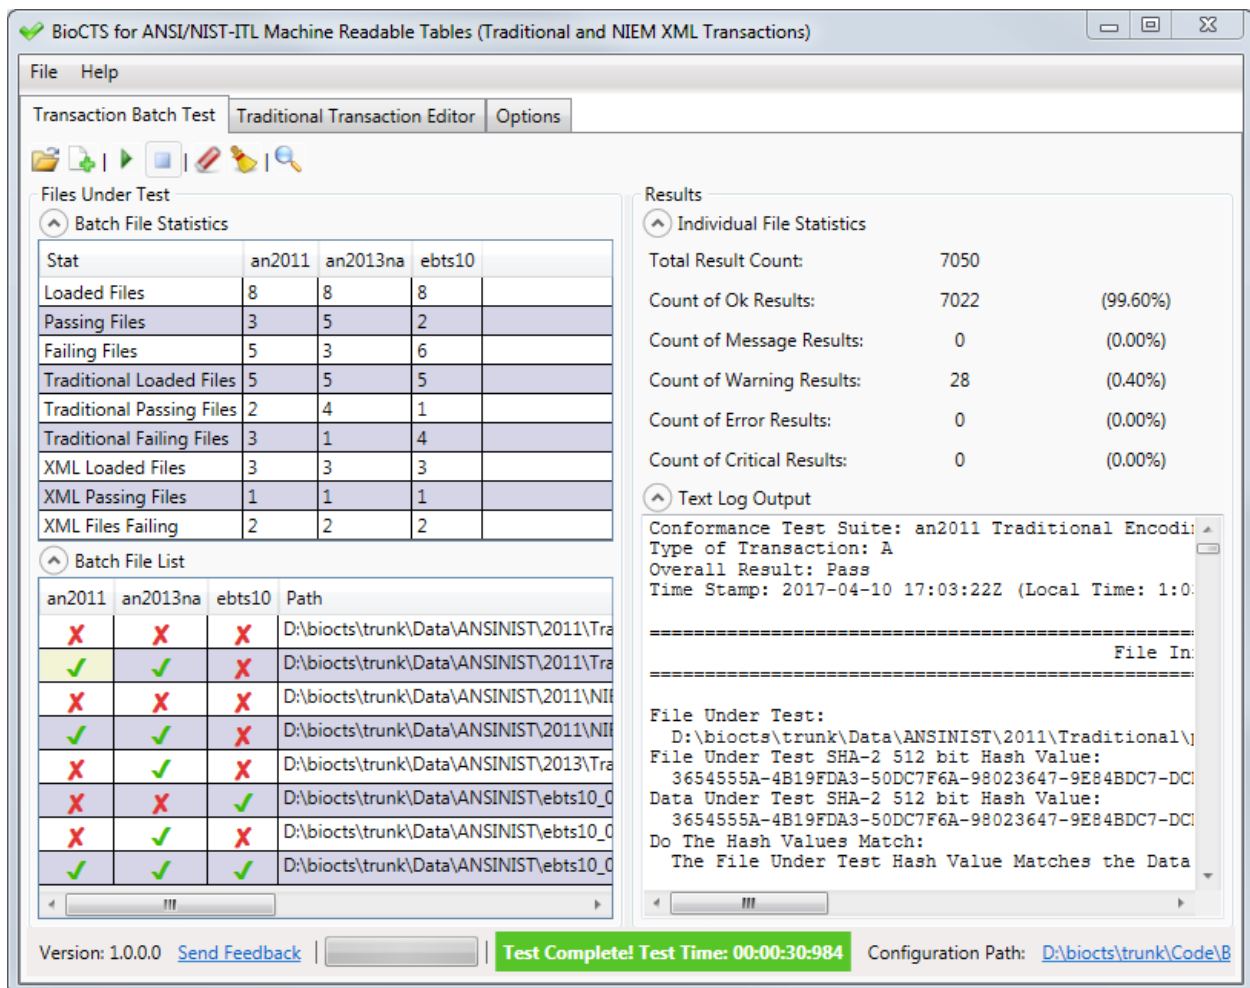 BioCTS for ANSI/NIST-ITL Machine Readable Tables (Traditional and NIEM XML Transactions)
File Help
Transaction Batch Test Traditional Transaction Editor Options
Files Under Test
Batch File Statistics
Stat an2011 an2013na ebts10
Loaded Files 8 8 8
Passing Files 3 5 2
Failing Files 5 3 6
Traditional Loaded Files 5 5 5
Traditional Passing Files 2 4 1
Traditional Failing Files 3 1 4
XML Loaded Files 3 3 3
XML Passing Files 1 1 1
XML Files Failing 2 2 2
Batch File List
an2011 an2013na ebts10 Path
D:\biocts\trunk\Data\ANSINIST\2011\Tra
D:\biocts\trunk\Data\ANSINIST\2011\Tra
D:\biocts\trunk\Data\ANSINIST\2011\NIE
D:\biocts\trunk\Data\ANSINIST\2011\NIE
D:\biocts\trunk\Data\ANSINIST\2013\Tra
D:\biocts\trunk\Data\ANSINIST\ebts10_0
D:\biocts\trunk\Data\ANSINIST\ebts10_0
D:\biocts\trunk\Data\ANSINIST\ebts10_0
Results
Individual File Statistics
Total Result Count: 7050
Count of Ok Results: 7022 (99.60%)
Count of Message Results: 0 (0.00%)
Count of Warning Results: 28 (0.40%)
Count of Error Results: 0 (0.00%)
Count of Critical Results: 0 (0.00%)
Text Log Output
Conformance Test Suite: an2011 Traditional Encodin
Type of Transaction: A
Overall Result: Pass
Time Stamp: 2017-04-10 17:03:22Z (Local Time: 1:03
==================================================
File In
==================================================
File Under Test:
D:\biocts\trunk\Data\ANSINIST\2011\Traditional\p
File Under Test SHA-2 512 bit Hash Value:
3654555A-4B19FDA3-50DC7F6A-98023647-9E84BDC7-DC
Data Under Test SHA-2 512 bit Hash Value:
3654555A-4B19FDA3-50DC7F6A-98023647-9E84BDC7-DC
Do The Hash Values Match:
The File Under Test Hash Value Matches the Data
Version: 1.0.0.0 Send Feedback Test Complete! Test Time: 00:00:30:984 Configuration Path: D:\biocts\trunk\Code\B